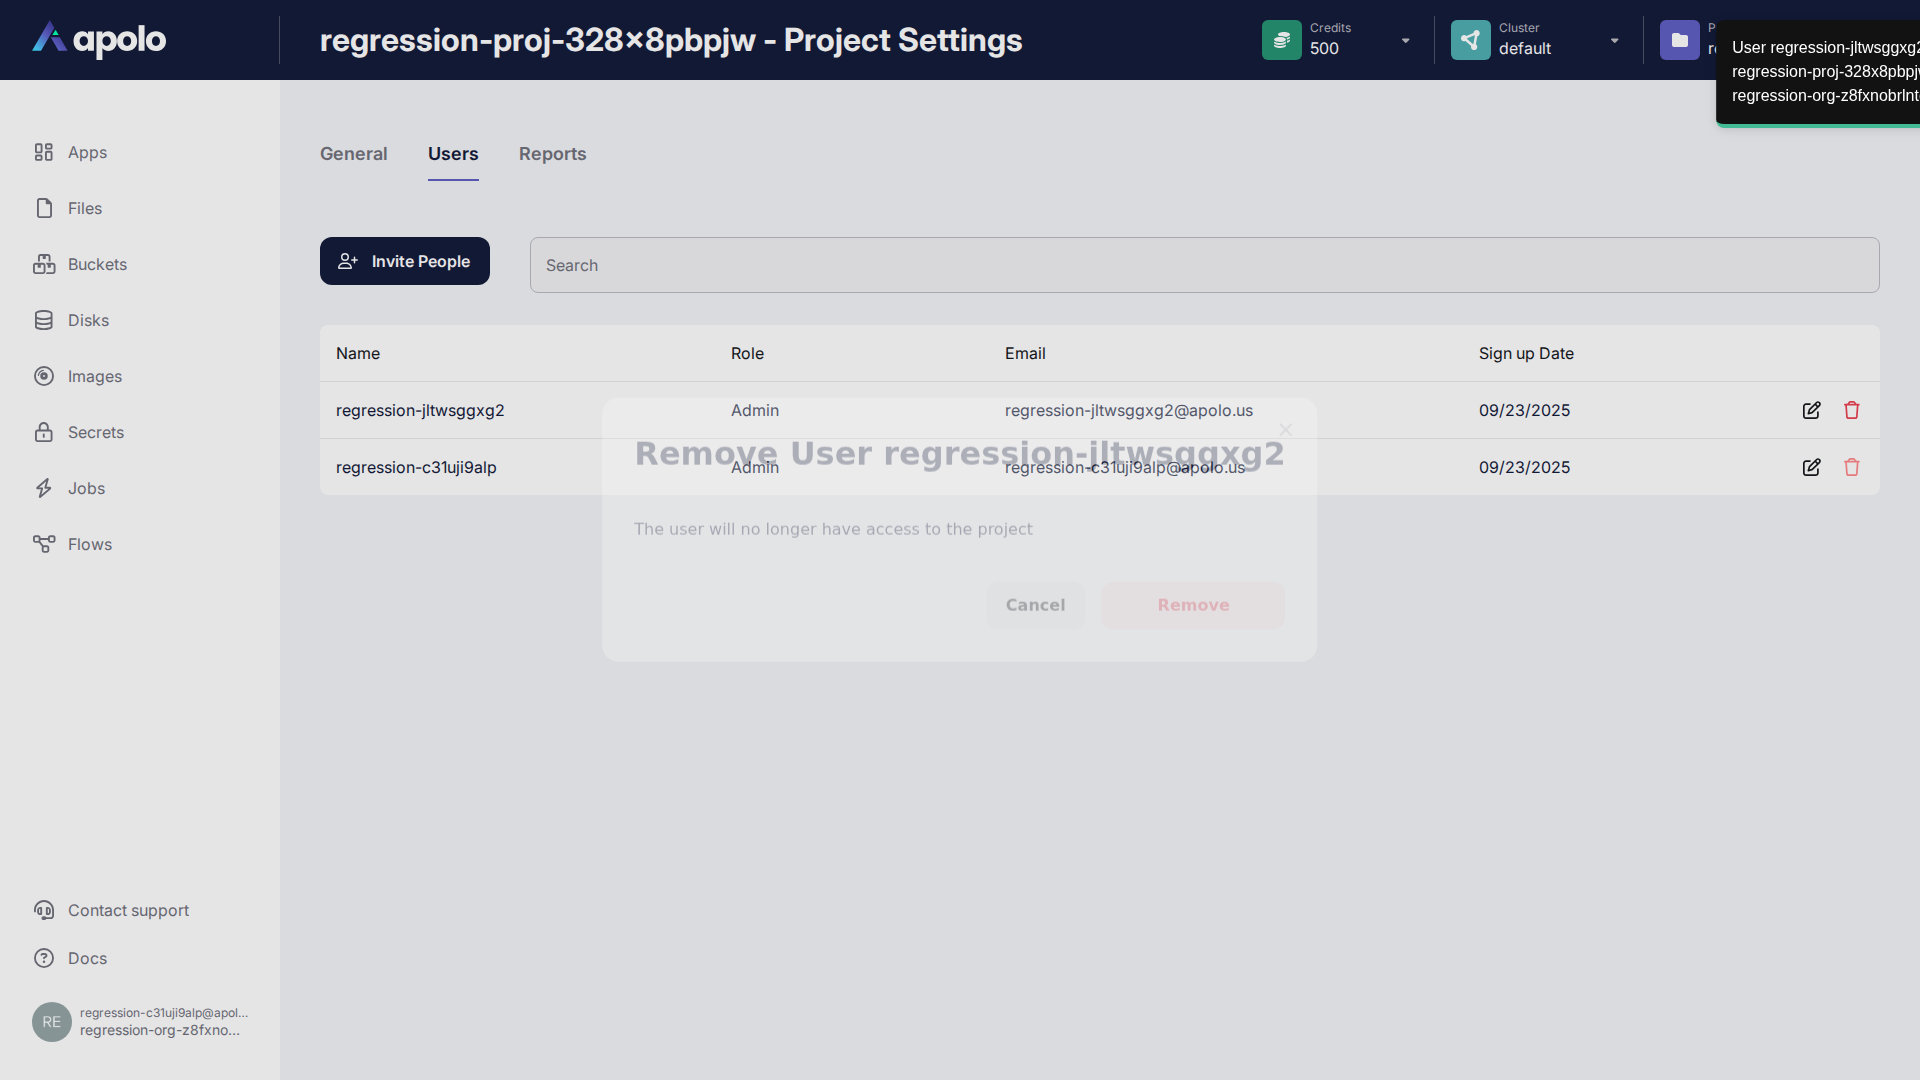 apolo
regression-proj-328x8pbpjw - Project Settings
Credits
500
Cluster
default
User regression-jltwsggxg2
regression-proj-328x8pbpjw
regression-org-z8fxnobrlnt
Apps
Files
Buckets
Disks
Images
Secrets
Jobs
Flows
General
Users
Reports
Invite People
Search
Name Role Email Sign up Date
regression-jltwsggxg2 Admin regression-jltwsggxg2@apolo.us 09/23/2025
regression-c31uji9alp Admin regression-c31uji9alp@apolo.us 09/23/2025
Remove User regression-jltwsggxg2
The user will no longer have access to the project
Cancel
Remove
Contact support
Docs
RE
regression-c31uji9alp@apol...
regression-org-z8fxno...